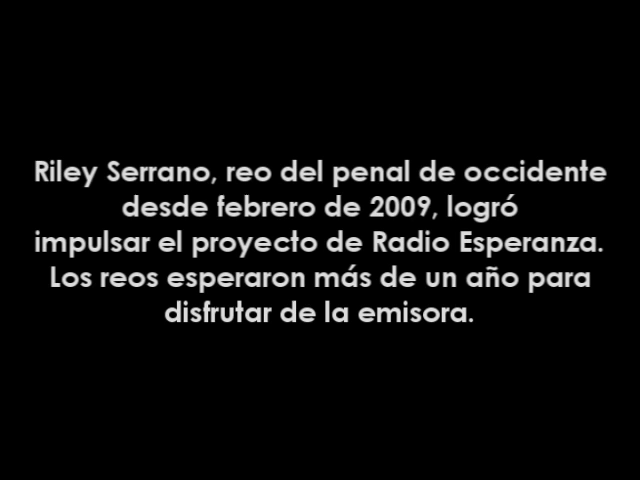 Riley Serrano, reo del penal de occidente
desde febrero de 2009, logró
impulsar el proyecto de Radio Esperanza.
Los reos esperaron más de un año para
disfrutar de la emisora.